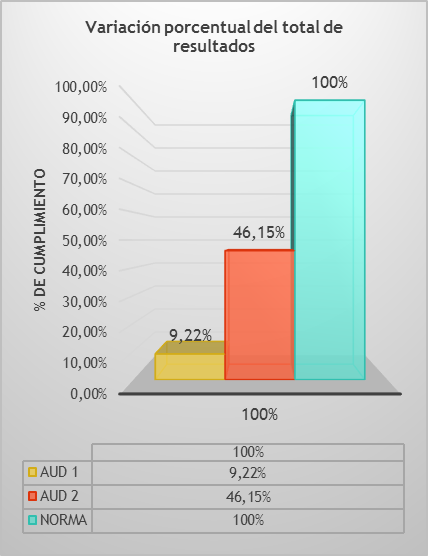 Variación porcentual del total de
resultados
100%
100,00%
90,00%
80,00%
70,00%
60,00%
50,00%
40,00%
30,00%
20,00%
10,00%
0,00%
% DE CUMPLIMIENTO
46,15%
9,22%
100%
100%
AUD 1 9,22%
AUD 2 46,15%
NORMA 100%